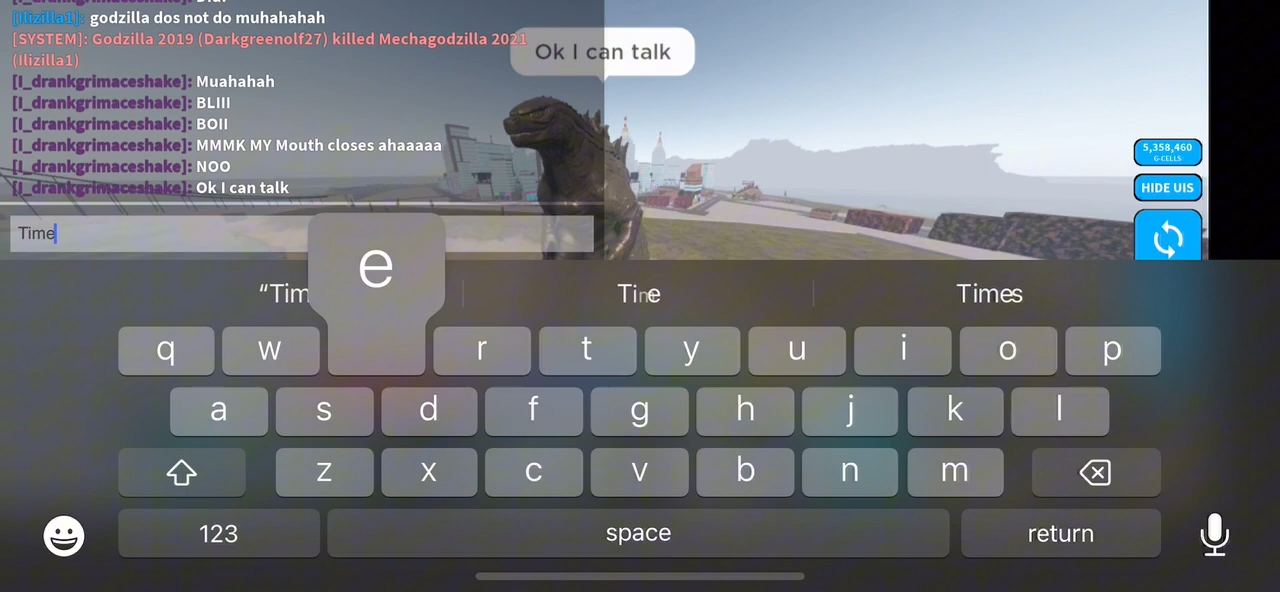 [Ilizilla1]: godzilla dos not do muhahahah
[SYSTEM]: Godzilla 2019 (Darkgreenolf27) killed Mechagodzilla 2021
(Ilizilla1)
[I_drankgrimaceshake]: Muahahah
[I_drankgrimaceshake]: BLIII
[I_drankgrimaceshake]: BOII
[I_drankgrimaceshake]: MMMK MY Mouth closes ahaaaaa
[I_drankgrimaceshake]: NOO
[I_drankgrimaceshake]: Ok I can talk
Ok I can talk
5,358,460
G-CELLS
HIDE UIS
Time
e
“Tim
Time
Times
q w r t y u i o p
a s d f g h j k l
z x c v b n m
123 space return